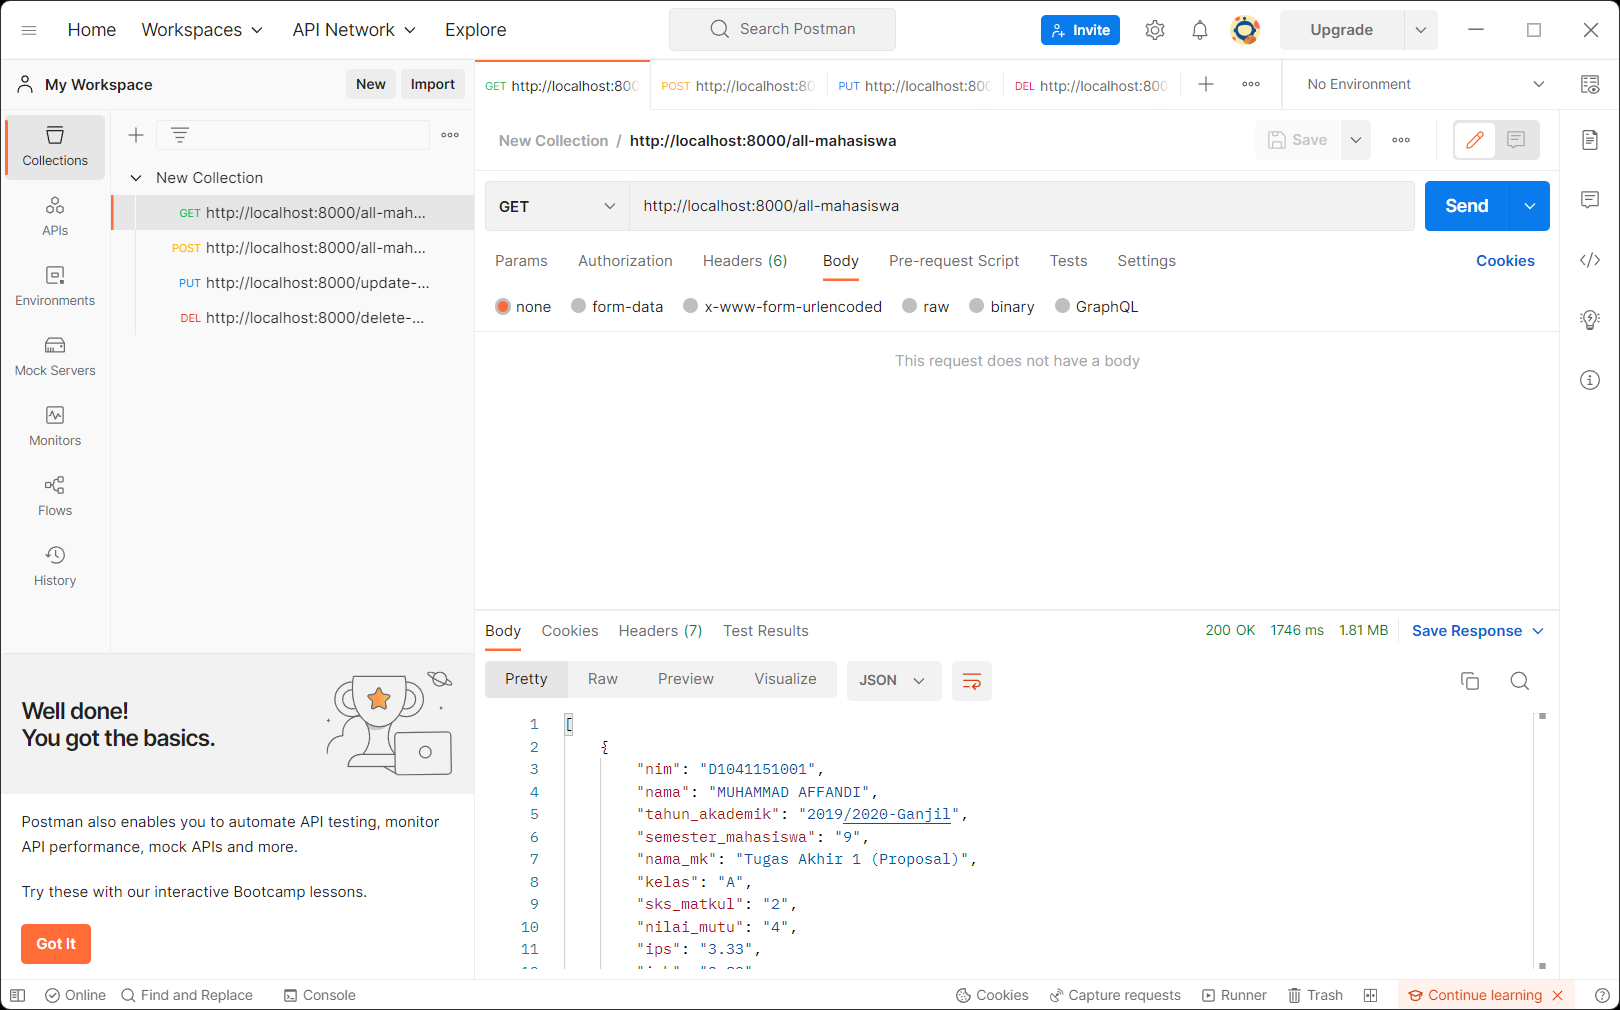 Home
Workspaces
API Network
Explore
Search Postman
Invite
Upgrade
My Workspace
New
Import
GET http://localhost:800
POST http://localhost:80
PUT http://localhost:800
DEL http://localhost:800
No Environment
Collections
APIs
Environments
Mock Servers
Monitors
Flows
History
New Collection
GET http://localhost:8000/all-mah...
POST http://localhost:8000/all-mah...
PUT http://localhost:8000/update-...
DEL http://localhost:8000/delete-...
New Collection / http://localhost:8000/all-mahasiswa
Save
GET
http://localhost:8000/all-mahasiswa
Send
Params
Authorization
Headers (6)
Body
Pre-request Script
Tests
Settings
Cookies
none
form-data
x-www-form-urlencoded
raw
binary
GraphQL
This request does not have a body
Body
Cookies
Headers (7)
Test Results
200 OK
1746 ms
1.81 MB
Save Response
Pretty
Raw
Preview
Visualize
JSON
1 [
2 {
3 "nim": "D1041151001",
4 "nama": "MUHAMMAD AFFANDI",
5 "tahun_akademik": "2019/2020-Ganjil",
6 "semester_mahasiswa": "9",
7 "nama_mk": "Tugas Akhir 1 (Proposal)",
8 "kelas": "A",
9 "sks_matkul": "2",
10 "nilai_mutu": "4",
11 "ips": "3.33",
Well done!
You got the basics.
Postman also enables you to automate API testing, monitor
API performance, mock APIs and more.
Try these with our interactive Bootcamp lessons.
Got It
Online
Find and Replace
Console
Cookies
Capture requests
Runner
Trash
Continue learning